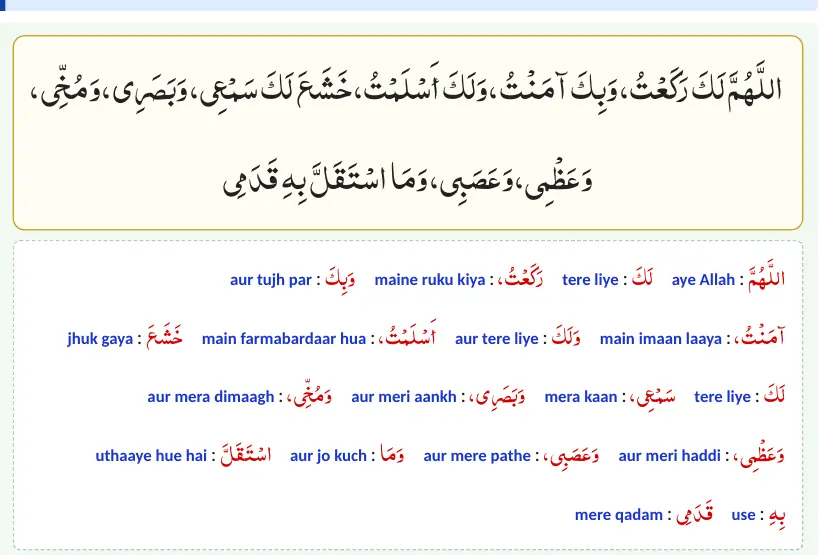 اللَّهُمَّ لَكَ رَكَعْتُ، وَبِكَ آمَنْتُ، وَلَكَ أَسْلَمْتُ، خَشَعَ لَكَ سَمْعِی، وَبَصَرِی، وَمُخِّی،
وَعَظْمِی، وَعَصَبِی، وَمَا اسْتَقَلَّ بِهِ قَدَمِی
اللَّهُمَّ : aye Allah لَكَ : tere liye رَكَعْتُ، : maine ruku kiya وَبِكَ : aur tujh par
آمَنْتُ، : main imaan laaya وَلَكَ : aur tere liye أَسْلَمْتُ، : main farmabardaar hua خَشَعَ : jhuk gaya
لَكَ : tere liye سَمْعِی، : mera kaan وَبَصَرِی، : aur meri aankh وَمُخِّی، : aur mera dimaagh
وَعَظْمِی، : aur meri haddi وَعَصَبِی، : aur mere pathe وَمَا : aur jo kuch اسْتَقَلَّ : uthaaye hue hai
بِهِ : use قَدَمِی : mere qadam